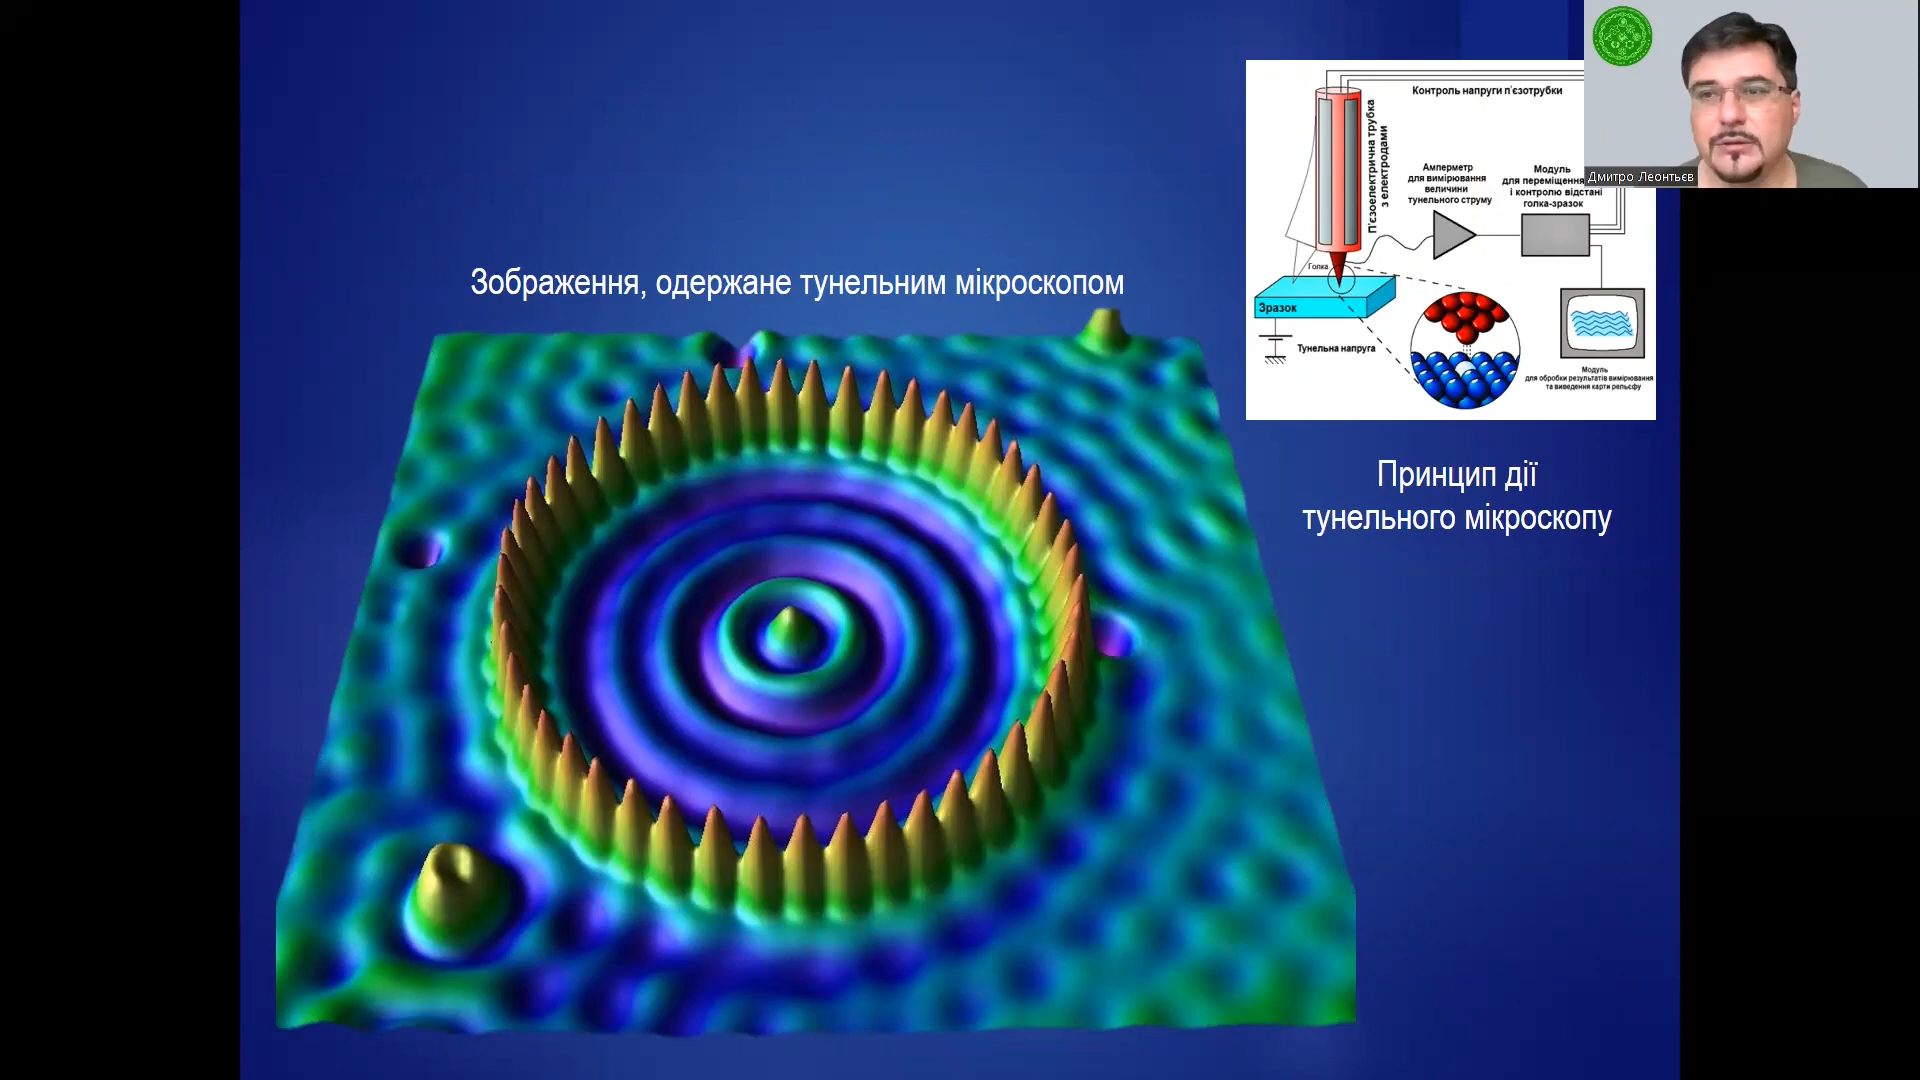 Зображення, одержане тунельним мікроскопом
Контроль напруги п'єзотрубки
П'єзоелектрична трубка
з електродами
Амперметр
для вимірювання
величини
тунельного струму
Модуль
для переміщення
і контролю відстані
голка-зразок
Голка
Зразок
Тунельна напруга
Модуль
для обробки результатів вимірювання
та виведення карти рельєфу
Принцип дії
тунельного мікроскопу
Дмитро Леонтьєв